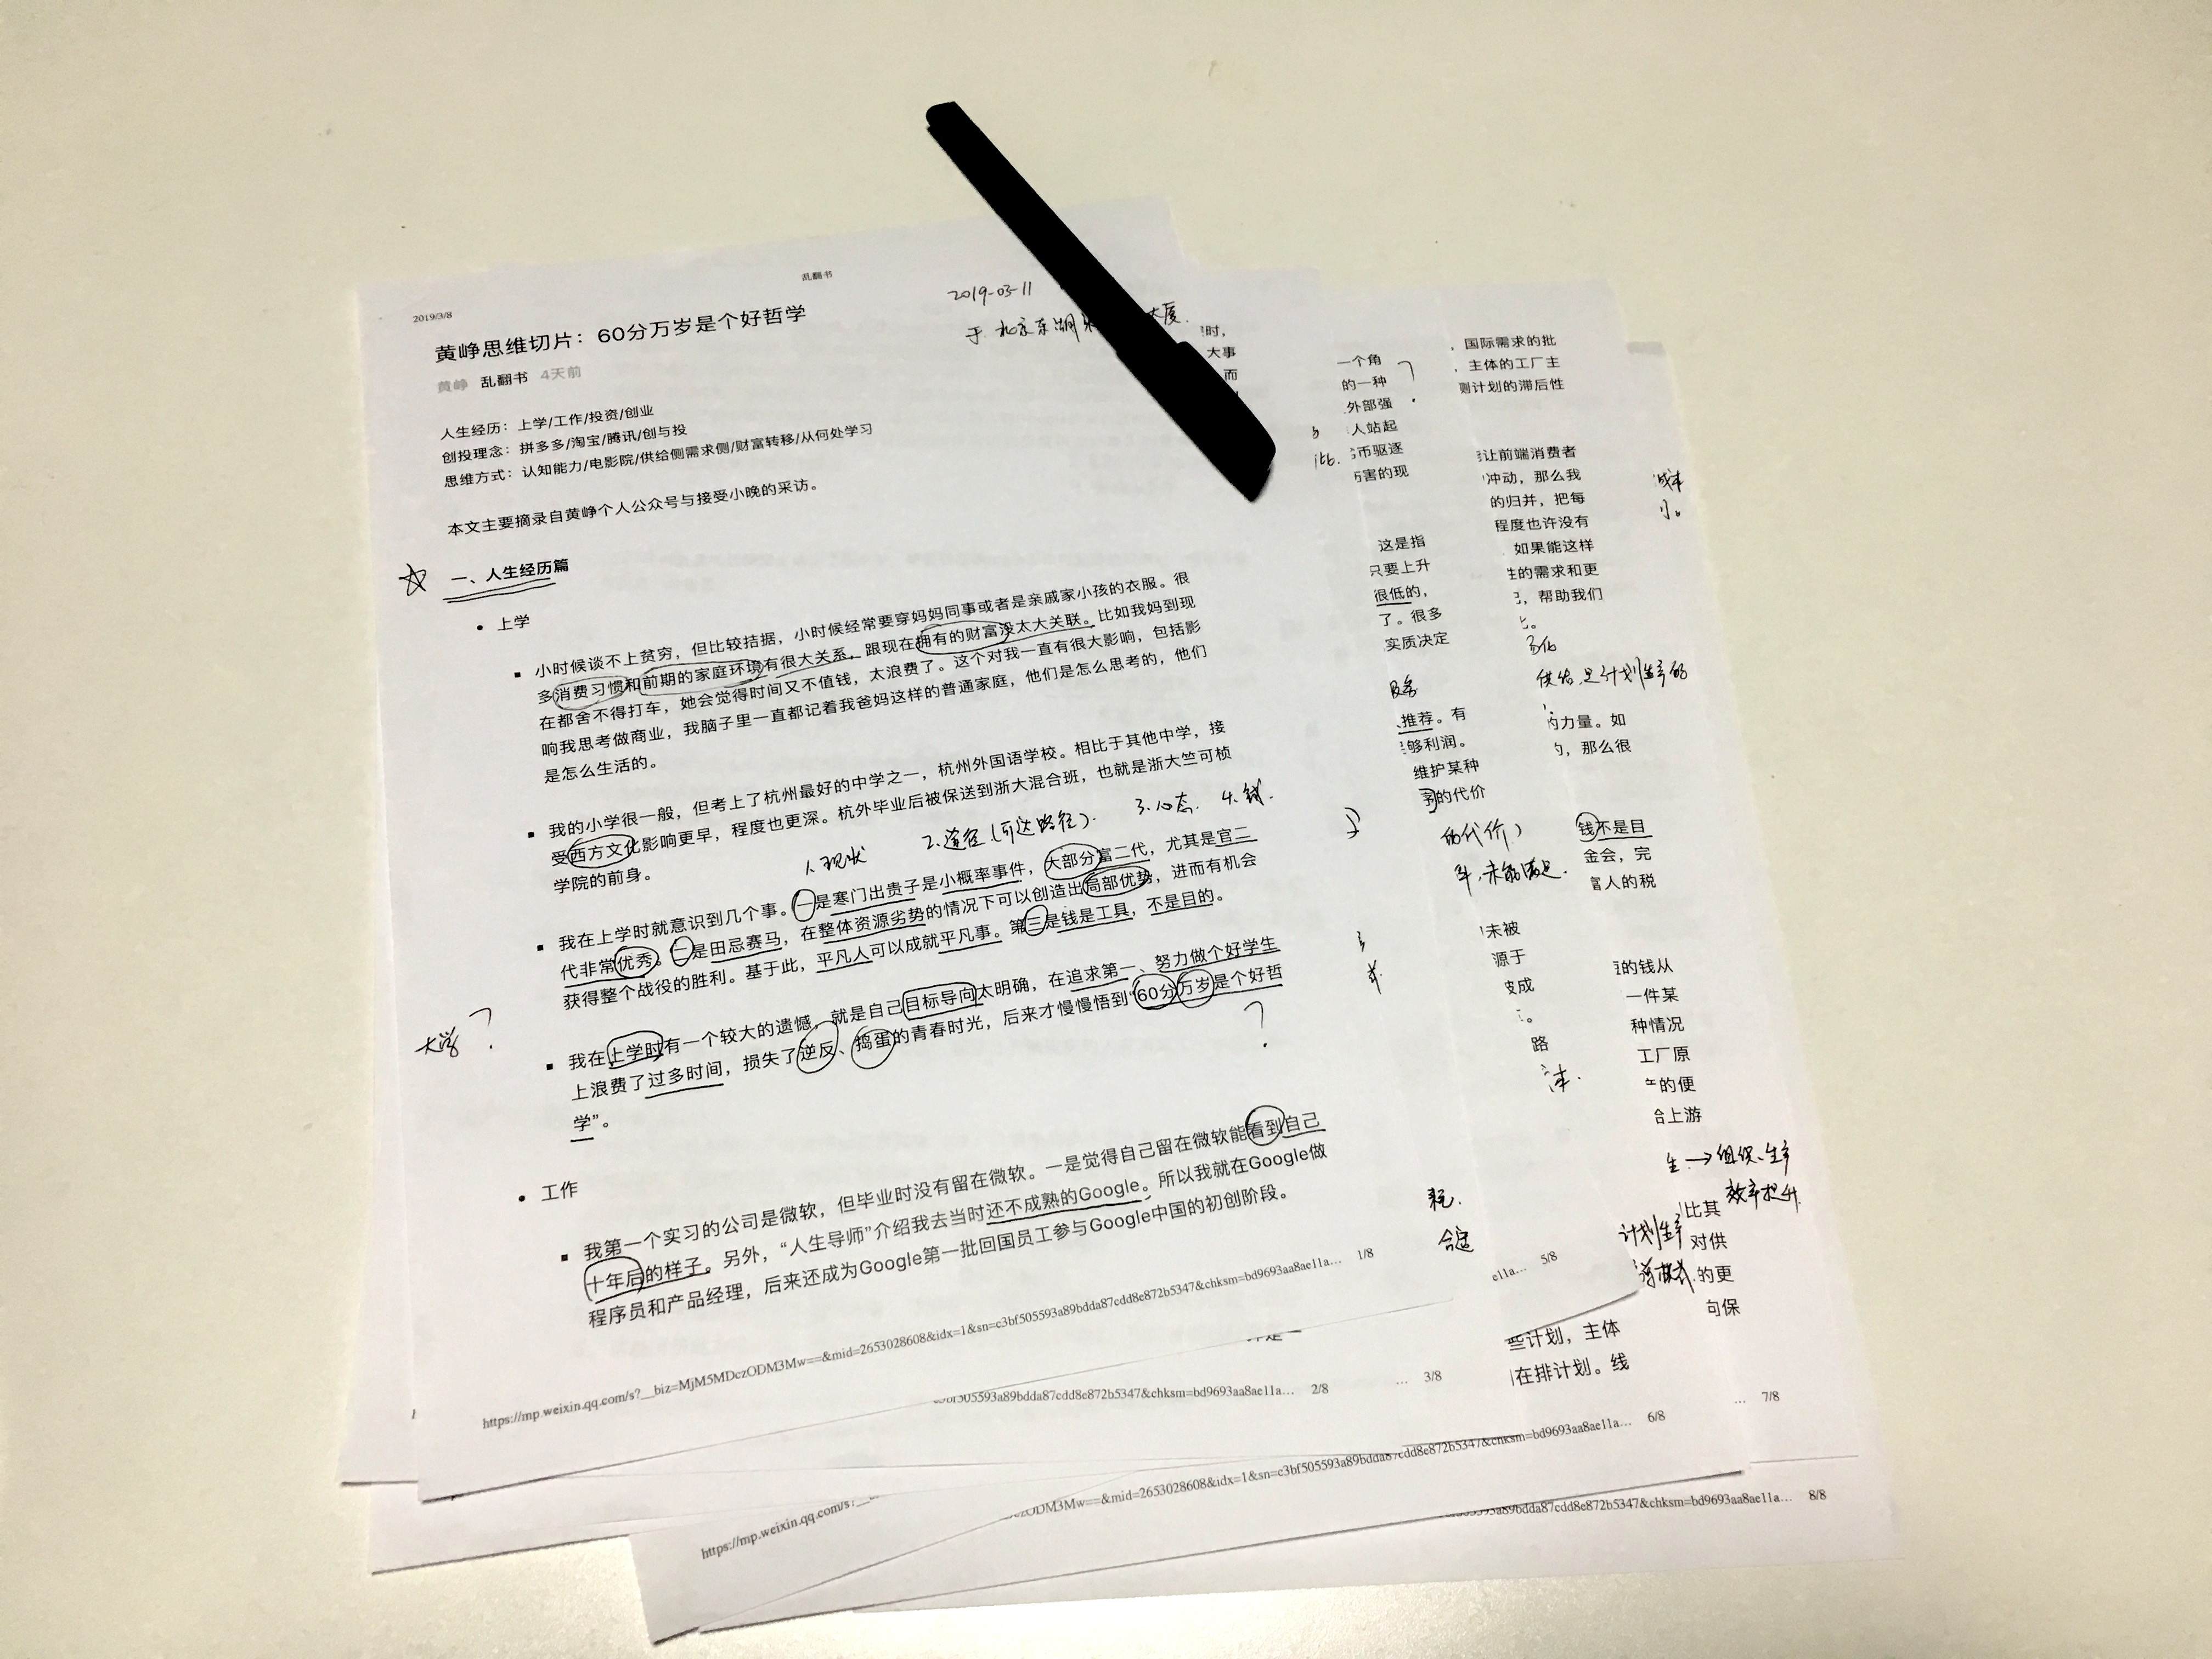 2019/3/8
乱翻书
2019-03-11
于 北京东湖 大厦.
黄峥思维切片：60分万岁是个好哲学
黄峥 乱翻书 4天前
人生经历：上学/工作/投资/创业
创投理念：拼多多/淘宝/腾讯/创与投
思维方式：认知能力/电影院/供给侧需求侧/财富转移/从何处学习
本文主要摘录自黄峥个人公众号与接受小晚的采访。
一、人生经历篇
• 上学
▪ 小时候谈不上贫穷，但比较拮据，小时候经常要穿妈妈同事或者是亲戚家小孩的衣服。很
多消费习惯和前期的家庭环境有很大关系，跟现在拥有的财富没太大关联。比如我妈到现
在都舍不得打车，她会觉得时间又不值钱，太浪费了。这个对我一直有很大影响，包括影
响我思考做商业，我脑子里一直都记着我爸妈这样的普通家庭，他们是怎么思考的，他们
是怎么生活的。
▪ 我的小学很一般，但考上了杭州最好的中学之一，杭州外国语学校。相比于其他中学，接
受西方文化影响更早，程度也更深。杭外毕业后被保送到浙大混合班，也就是浙大竺可桢
学院的前身。
1. 现状 2. 途径(可达路径). 3. 心态. 4. 钱.
▪ 我在上学时就意识到几个事。一是寒门出贵子是小概率事件，大部分富二代，尤其是官二
代非常优秀。二是田忌赛马，在整体资源劣势的情况下可以创造出局部优势，进而有机会
获得整个战役的胜利。基于此，平凡人可以成就平凡事。第三是钱是工具，不是目的。
大学？
▪ 我在上学时有一个较大的遗憾，就是自己目标导向太明确，在追求第一、努力做个好学生
上浪费了过多时间，损失了逆反、捣蛋的青春时光，后来才慢慢悟到“60分万岁是个好哲
学”。
？
• 工作
▪ 我第一个实习的公司是微软，但毕业时没有留在微软。一是觉得自己留在微软能看到自己
十年后的样子。另外，“人生导师”介绍我去当时还不成熟的Google。所以我就在Google做
程序员和产品经理，后来还成为Google第一批回国员工参与Google中国的初创阶段。
https://mp.weixin.qq.com/s?__biz=MjM5MDczODM3Mw==&mid=2653028608&idx=1&sn=c3bf505593a89bdda87cdd8e872b5347&chksm=bd9693aa8ae11a… 1/8
505593a89bdda87cdd8e872b5347&chksm=bd9693aa8ae11a… 2/8
… 3/8
时，
大事
而
一个角
的一种
外部强
人站起
币驱逐
害的现
这是指
只要上升
很低的，
了。很多
实质决定
推荐。有
够利润。
维护某种
的代价
的代价）
未被
源于
成
路
e11a… 5/8
国际需求的批
主体的工厂主
计划的滞后性
让前端消费者
冲动，那么我
的归并，把每
程度也许没有
如果能这样
的需求和更
，帮助我们
供给是计划生产的
的力量。如
，那么很
钱不是目
金会，完
富人的税
的钱从
一件某
种情况
工厂原
的便
上游
成本
小。
生 → 组织、生产
效率提升
比其
计划生产 对供
的更
向保
些计划，主体
在排计划。线
https://mp.weixin.qq.com/s?
ODM3Mw==&mid=2653028608&idx=1&sn=c3bf505593a89bdda87cdd8e872b5347&chksm=bd9693aa8ae11a… 6/8
… 7/8
593a89bdda87cdd8e872b5347&chksm=bd9693aa8ae11a… 8/8